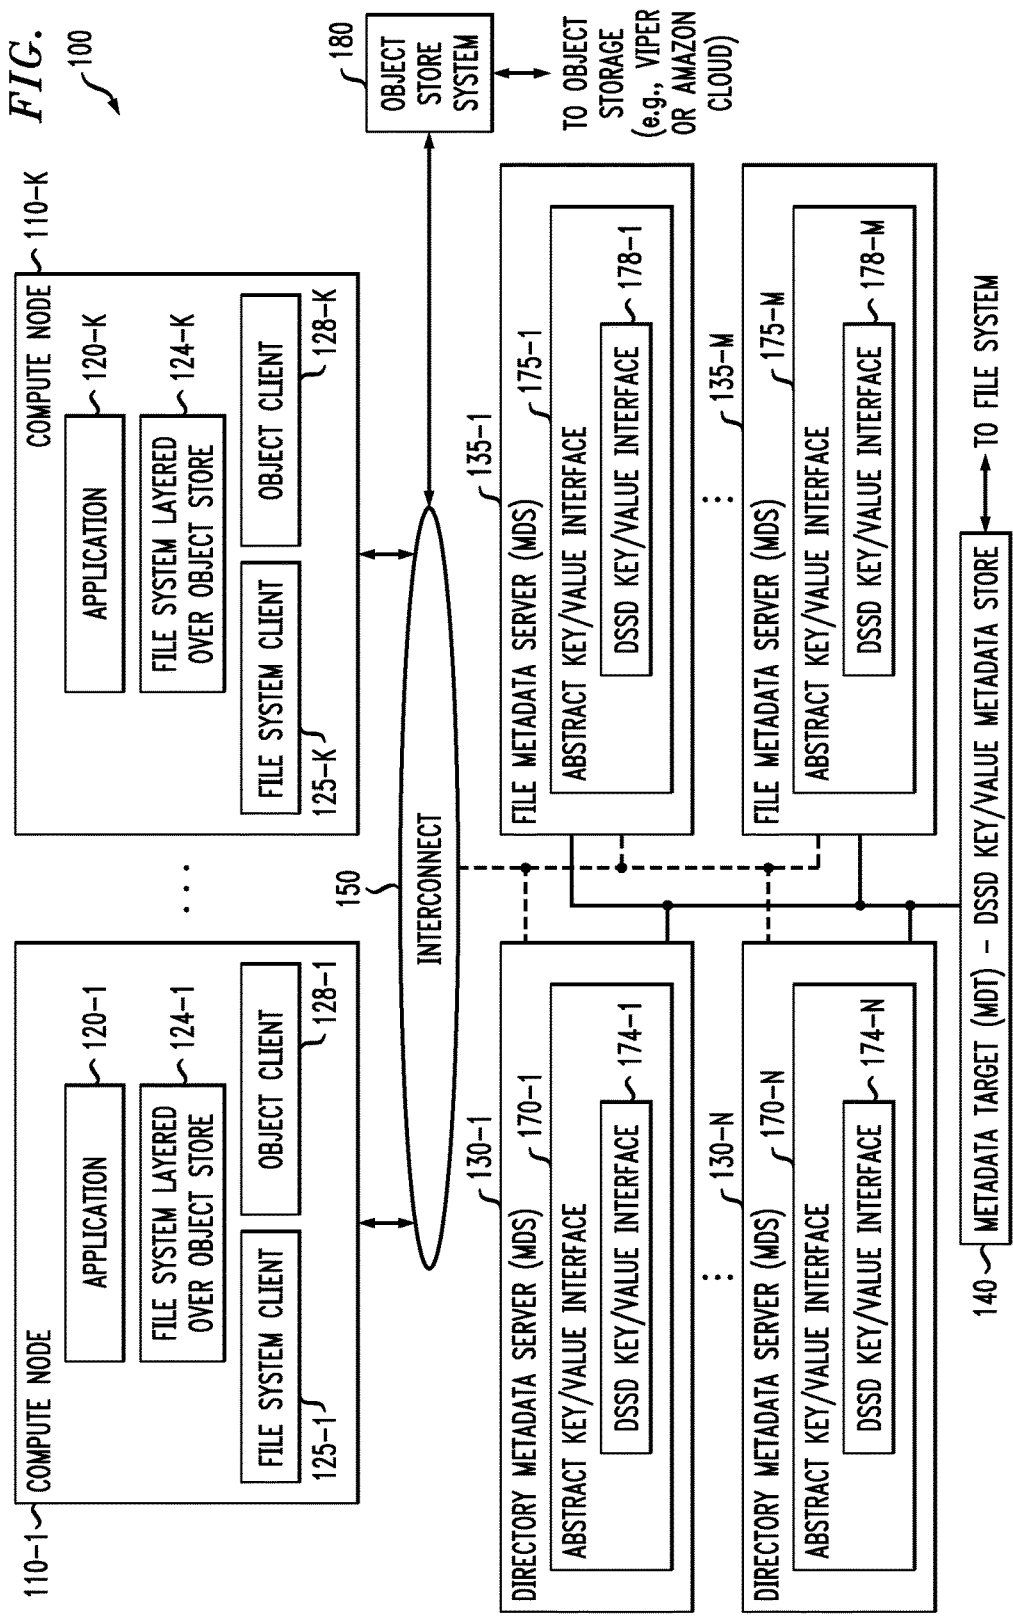 FIG.
100
110-1
COMPUTE NODE
APPLICATION
120-1
FILE SYSTEM LAYERED
OVER OBJECT STORE
124-1
FILE SYSTEM CLIENT
125-1
OBJECT CLIENT
128-1
...
COMPUTE NODE
110-K
APPLICATION
120-K
FILE SYSTEM LAYERED
OVER OBJECT STORE
124-K
FILE SYSTEM CLIENT
125-K
OBJECT CLIENT
128-K
150
INTERCONNECT
180
OBJECT
STORE
SYSTEM
TO OBJECT
STORAGE
(e.g., VIPER
OR AMAZON
CLOUD)
DIRECTORY METADATA SERVER (MDS)
130-1
ABSTRACT KEY/VALUE INTERFACE
170-1
DSSD KEY/VALUE INTERFACE
174-1
FILE METADATA SERVER (MDS)
135-1
ABSTRACT KEY/VALUE INTERFACE
175-1
DSSD KEY/VALUE INTERFACE
178-1
DIRECTORY METADATA SERVER (MDS)
130-N
ABSTRACT KEY/VALUE INTERFACE
170-N
DSSD KEY/VALUE INTERFACE
174-N
FILE METADATA SERVER (MDS)
135-M
ABSTRACT KEY/VALUE INTERFACE
175-M
DSSD KEY/VALUE INTERFACE
178-M
140
METADATA TARGET (MDT) - DSSD KEY/VALUE METADATA STORE
TO FILE SYSTEM